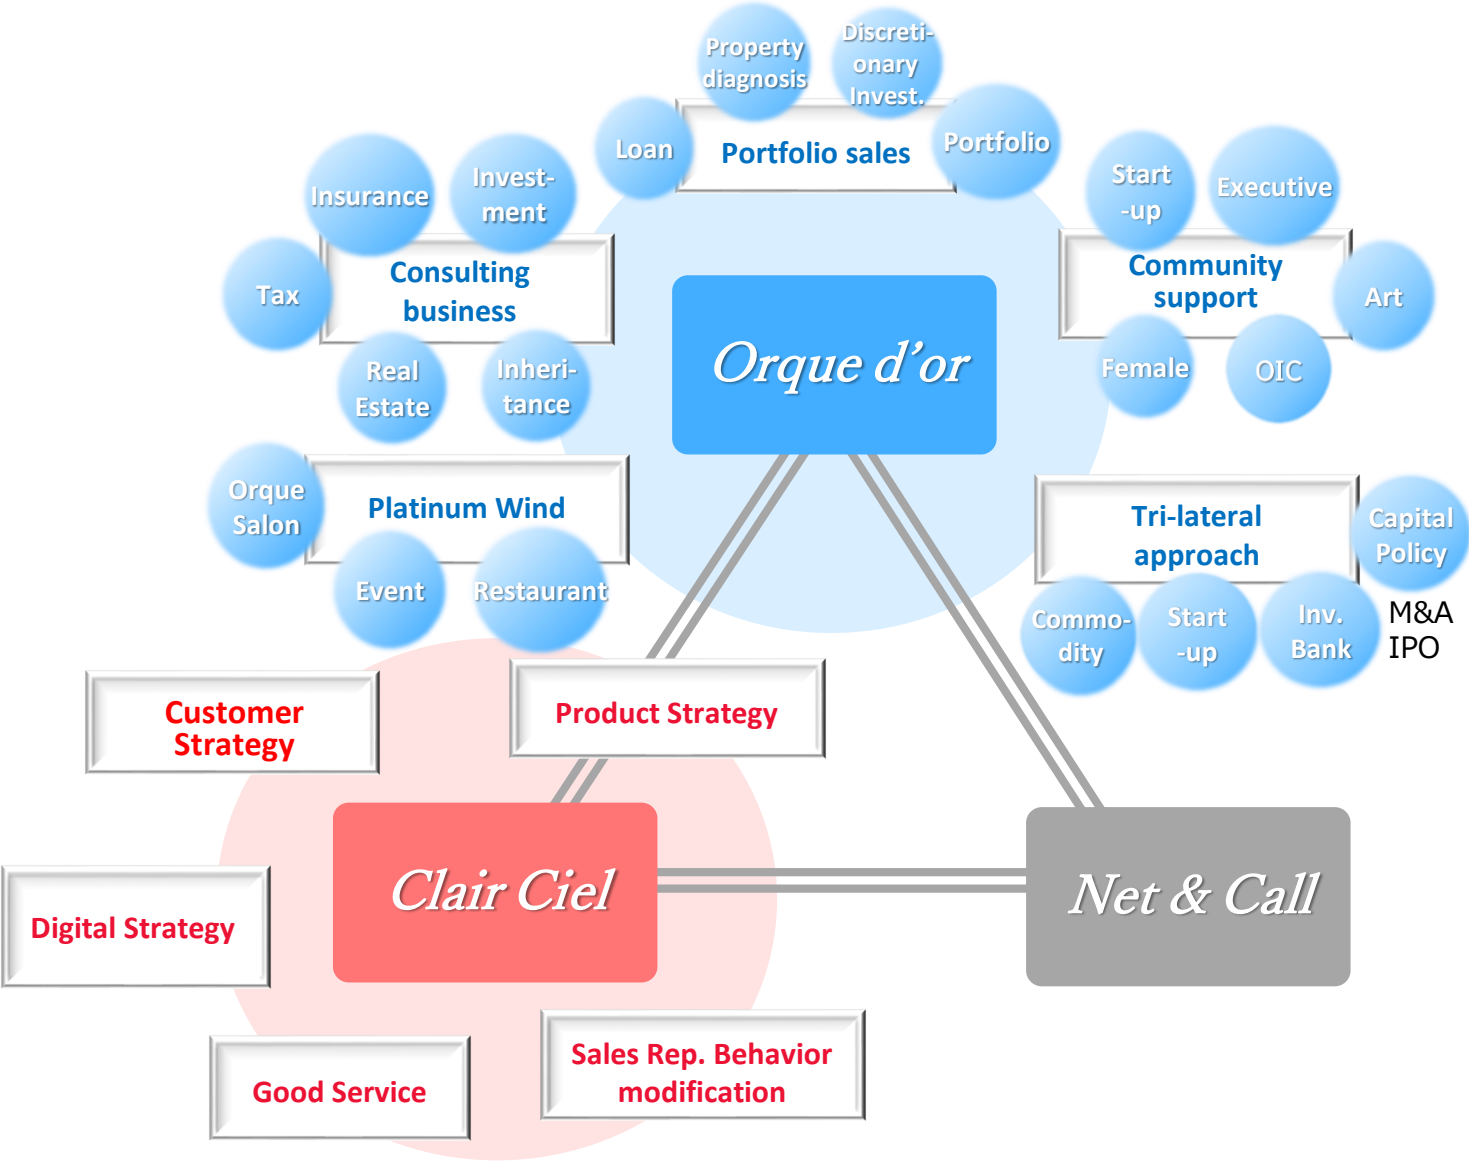 Property
diagnosis
Discreti-
onary
Invest.
Loan
Portfolio sales
Portfolio
Insurance
Invest-
ment
Tax
Consulting
business
Real
Estate
Inheri-
tance
Start
-up
Executive
Community
support
Art
Female
OIC
Orque d’or
Orque
Salon
Platinum Wind
Event
Restaurant
Tri-lateral
approach
Capital
Policy
Commo-
dity
Start
-up
Inv.
Bank
M&A
IPO
Customer
Strategy
Product Strategy
Clair Ciel
Net & Call
Digital Strategy
Good Service
Sales Rep. Behavior
modification